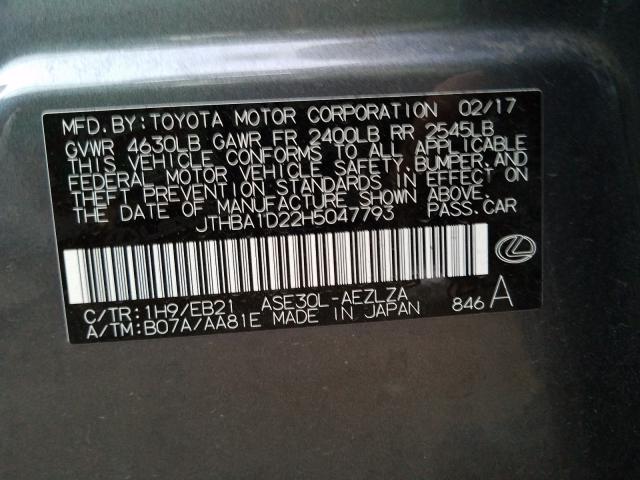 MFD.BY:TOYOTA MOTOR CORPORATION 02/17
GVWR 4630LB GAWR FR 2400LB RR 2545LB
THIS VEHICLE CONFORMS TO ALL APPLICABLE
FEDERAL MOTOR VEHICLE SAFETY,BUMPER,AND
THEFT PREVENTION STANDARDS IN EFFECT ON
THE DATE OF MANUFACTURE SHOWN ABOVE.
JTHBA1D22H5047793 PASS.CAR
C/TR:1H9/EB21 ASE30L-AEZLZA
A/TM:B07A/AA81E MADE IN JAPAN 846 A